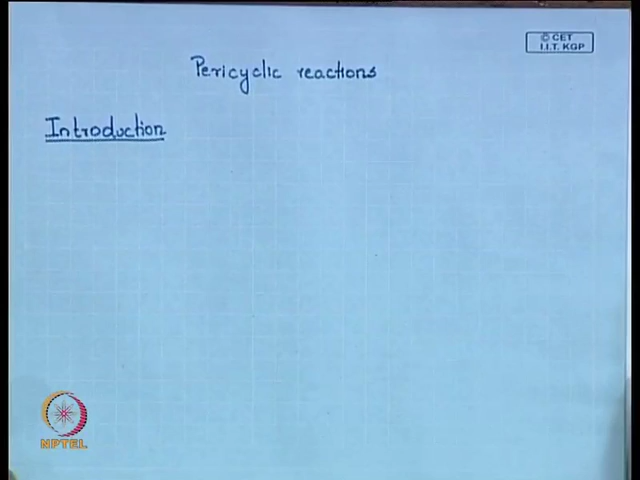 © CET
I.I.T. KGP
Pericyclic reactions
Introduction
NPTEL